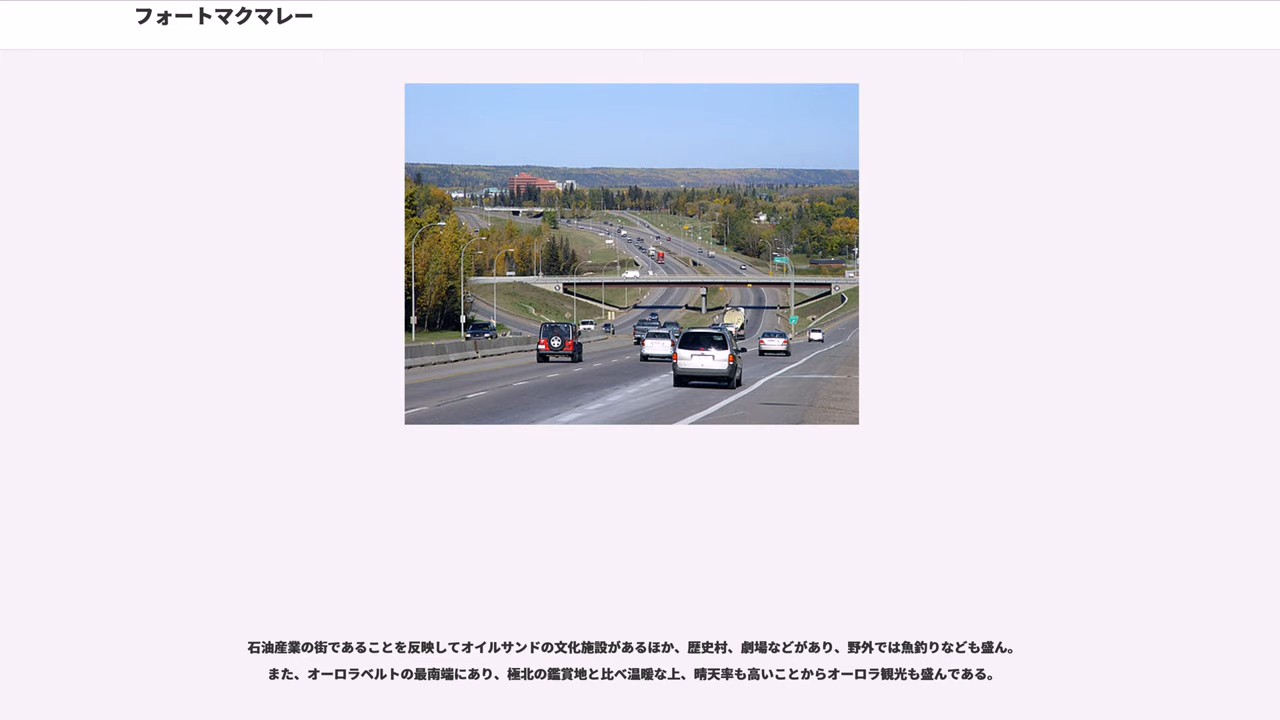 フォートマクマレー
石油産業の街であることを反映してオイルサンドの文化施設があるほか、歴史村、劇場などがあり、野外では魚釣りなども盛ん。
また、オーロラベルトの最南端にあり、極北の鑑賞地と比べ温暖な上、晴天率も高いことからオーロラ観光も盛んである。